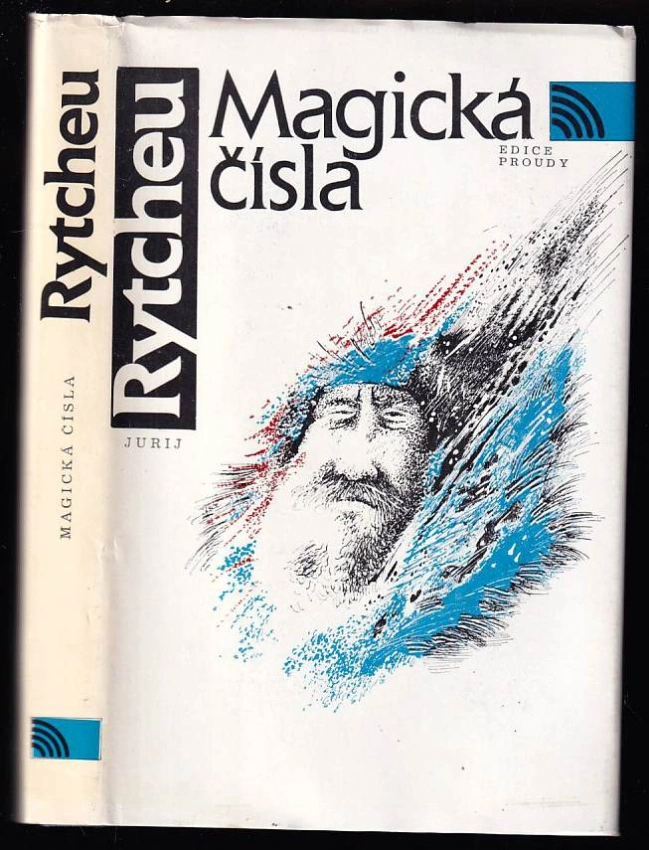 Rytcheu
MAGICKÁ ČÍSLA
Rytcheu
JURIJ
Magická
čísla
EDICE
PROUDY